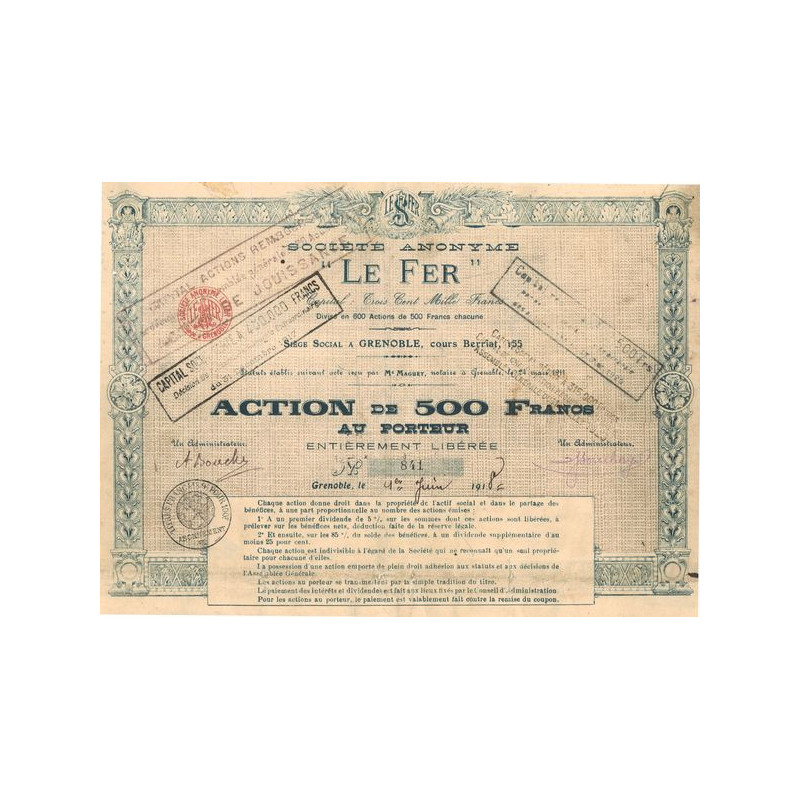 LE FER
SOCIÉTÉ ANONYME
"LE FER"
Capital : Trois Cent Mille Francs
Divisé en 600 Actions de 500 Francs chacune
SIÈGE SOCIAL A GRENOBLE, cours Berriat, 155
Statuts établis suivant acte reçu par Me MAGUET, notaire à Grenoble, le 24 mars 1911
CAPITAL
FRANCS
ACTION DE 500 FRANCS
AU PORTEUR
ENTIÈREMENT LIBÉRÉE
Un Administrateur.
Un Administrateur.
841
Grenoble, le 1er Juin 1918
Chaque action donne droit dans la propriété de l'actif social et dans le partage des
bénéfices, à une part proportionnelle au nombre des actions émises :
1° A un premier dividende de 5 %, sur les sommes dont ces actions sont libérées, à
prélever sur les bénéfices nets, déduction faite de la réserve légale.
2° Et ensuite, sur les 85 %, du solde des bénéfices, à un dividende supplémentaire d'au
moins 25 pour cent.
Chaque action est indivisible à l'égard de la Société qui ne reconnaît qu'un seul proprié-
taire pour chacune d'elles.
La possession d'une action emporte de plein droit adhésion aux statuts et aux décisions de
l'Assemblée Générale.
Les actions au porteur se transmettent par la simple tradition du titre.
Le paiement des intérêts et dividendes est fait aux lieux fixés par le Conseil d'Administration
Pour les actions au porteur, le paiement est valablement fait contre la remise du coupon.